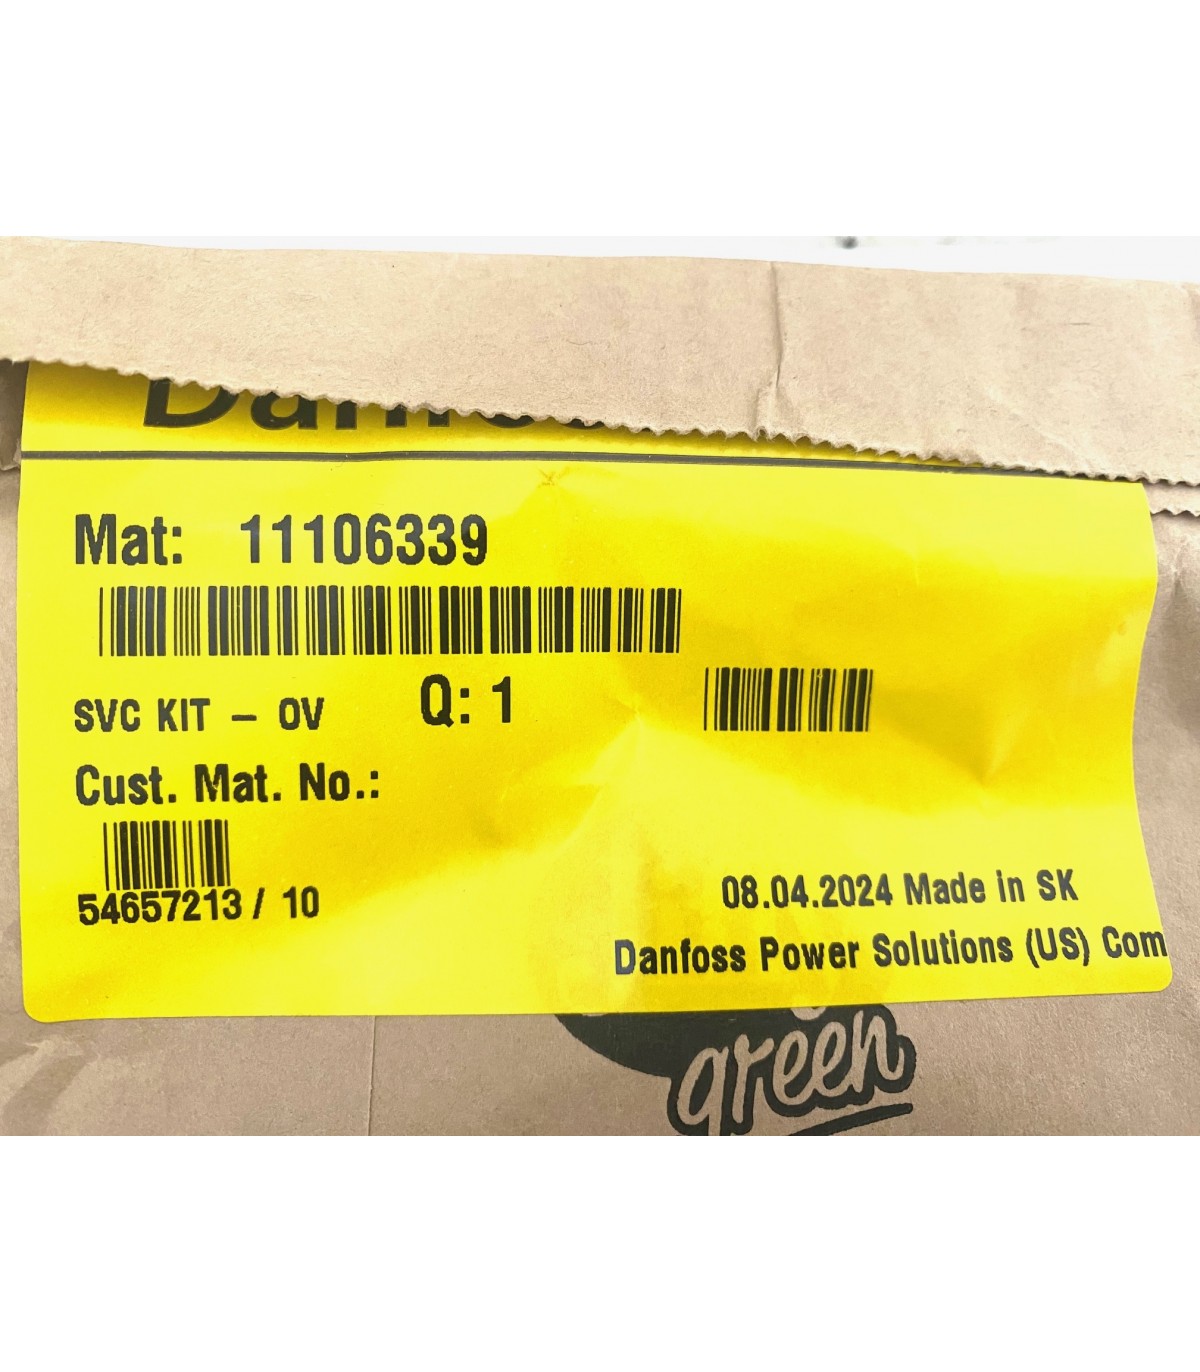 Danfoss
Mat: 11106339
SVC KIT – OV Q: 1
Cust. Mat. No.:
54657213 / 10
08.04.2024 Made in SK
Danfoss Power Solutions (US) Com
green